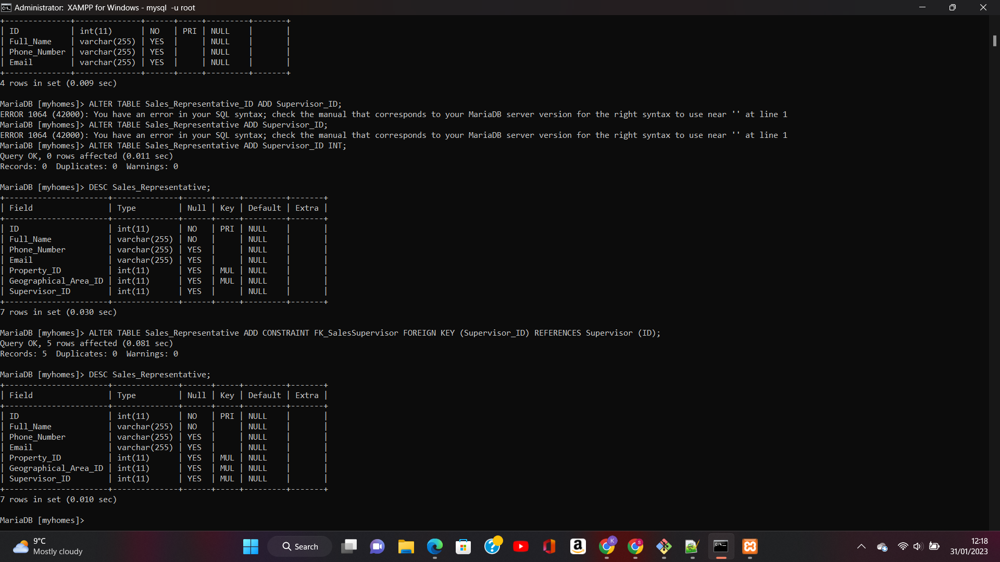 Administrator:  XAMPP for Windows - mysql  -u root
+--------------+--------------+------+-----+---------+-------+
| ID           | int(11)      | NO   | PRI | NULL    |       |
| Full_Name    | varchar(255) | YES  |     | NULL    |       |
| Phone_Number | varchar(255) | YES  |     | NULL    |       |
| Email        | varchar(255) | YES  |     | NULL    |       |
+--------------+--------------+------+-----+---------+-------+
4 rows in set (0.009 sec)
MariaDB [myhomes]> ALTER TABLE Sales_Representative_ID ADD Supervisor_ID;
ERROR 1064 (42000): You have an error in your SQL syntax; check the manual that corresponds to your MariaDB server version for the right syntax to use near '' at line 1
MariaDB [myhomes]> ALTER TABLE Sales_Representative ADD Supervisor_ID;
ERROR 1064 (42000): You have an error in your SQL syntax; check the manual that corresponds to your MariaDB server version for the right syntax to use near '' at line 1
MariaDB [myhomes]> ALTER TABLE Sales_Representative ADD Supervisor_ID INT;
Query OK, 0 rows affected (0.011 sec)
Records: 0  Duplicates: 0  Warnings: 0
MariaDB [myhomes]> DESC Sales_Representative;
+----------------------+--------------+------+-----+---------+-------+
| Field                | Type         | Null | Key | Default | Extra |
+----------------------+--------------+------+-----+---------+-------+
| ID                   | int(11)      | NO   | PRI | NULL    |       |
| Full_Name            | varchar(255) | NO   |     | NULL    |       |
| Phone_Number         | varchar(255) | YES  |     | NULL    |       |
| Email                | varchar(255) | YES  |     | NULL    |       |
| Property_ID          | int(11)      | YES  | MUL | NULL    |       |
| Geographical_Area_ID | int(11)      | YES  | MUL | NULL    |       |
| Supervisor_ID        | int(11)      | YES  |     | NULL    |       |
+----------------------+--------------+------+-----+---------+-------+
7 rows in set (0.030 sec)
MariaDB [myhomes]> ALTER TABLE Sales_Representative ADD CONSTRAINT FK_SalesSupervisor FOREIGN KEY (Supervisor_ID) REFERENCES Supervisor (ID);
Query OK, 5 rows affected (0.081 sec)
Records: 5  Duplicates: 0  Warnings: 0
MariaDB [myhomes]> DESC Sales_Representative;
+----------------------+--------------+------+-----+---------+-------+
| Field                | Type         | Null | Key | Default | Extra |
+----------------------+--------------+------+-----+---------+-------+
| ID                   | int(11)      | NO   | PRI | NULL    |       |
| Full_Name            | varchar(255) | NO   |     | NULL    |       |
| Phone_Number         | varchar(255) | YES  |     | NULL    |       |
| Email                | varchar(255) | YES  |     | NULL    |       |
| Property_ID          | int(11)      | YES  | MUL | NULL    |       |
| Geographical_Area_ID | int(11)      | YES  | MUL | NULL    |       |
| Supervisor_ID        | int(11)      | YES  | MUL | NULL    |       |
+----------------------+--------------+------+-----+---------+-------+
7 rows in set (0.010 sec)
MariaDB [myhomes]>
9°C
Mostly cloudy
Search
12:18
31/01/2023